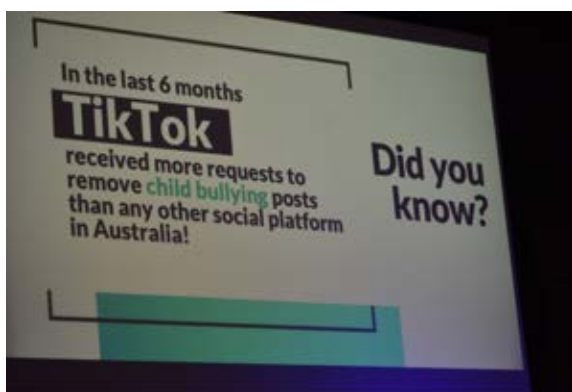 In the last 6 months
TikTok
received more requests to
remove child bullying posts
than any other social platform
in Australia!
Did you
know?